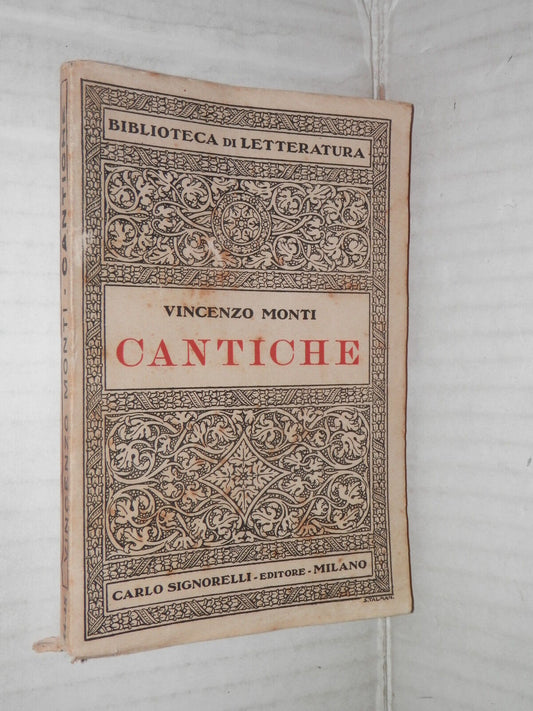 BIBLIOTECA DI LETTERATURA
VINCENZO MONTI
CANTICHE
CARLO SIGNORELLI - EDITORE - MILANO
VINCENZO MONTI - CANTICHE